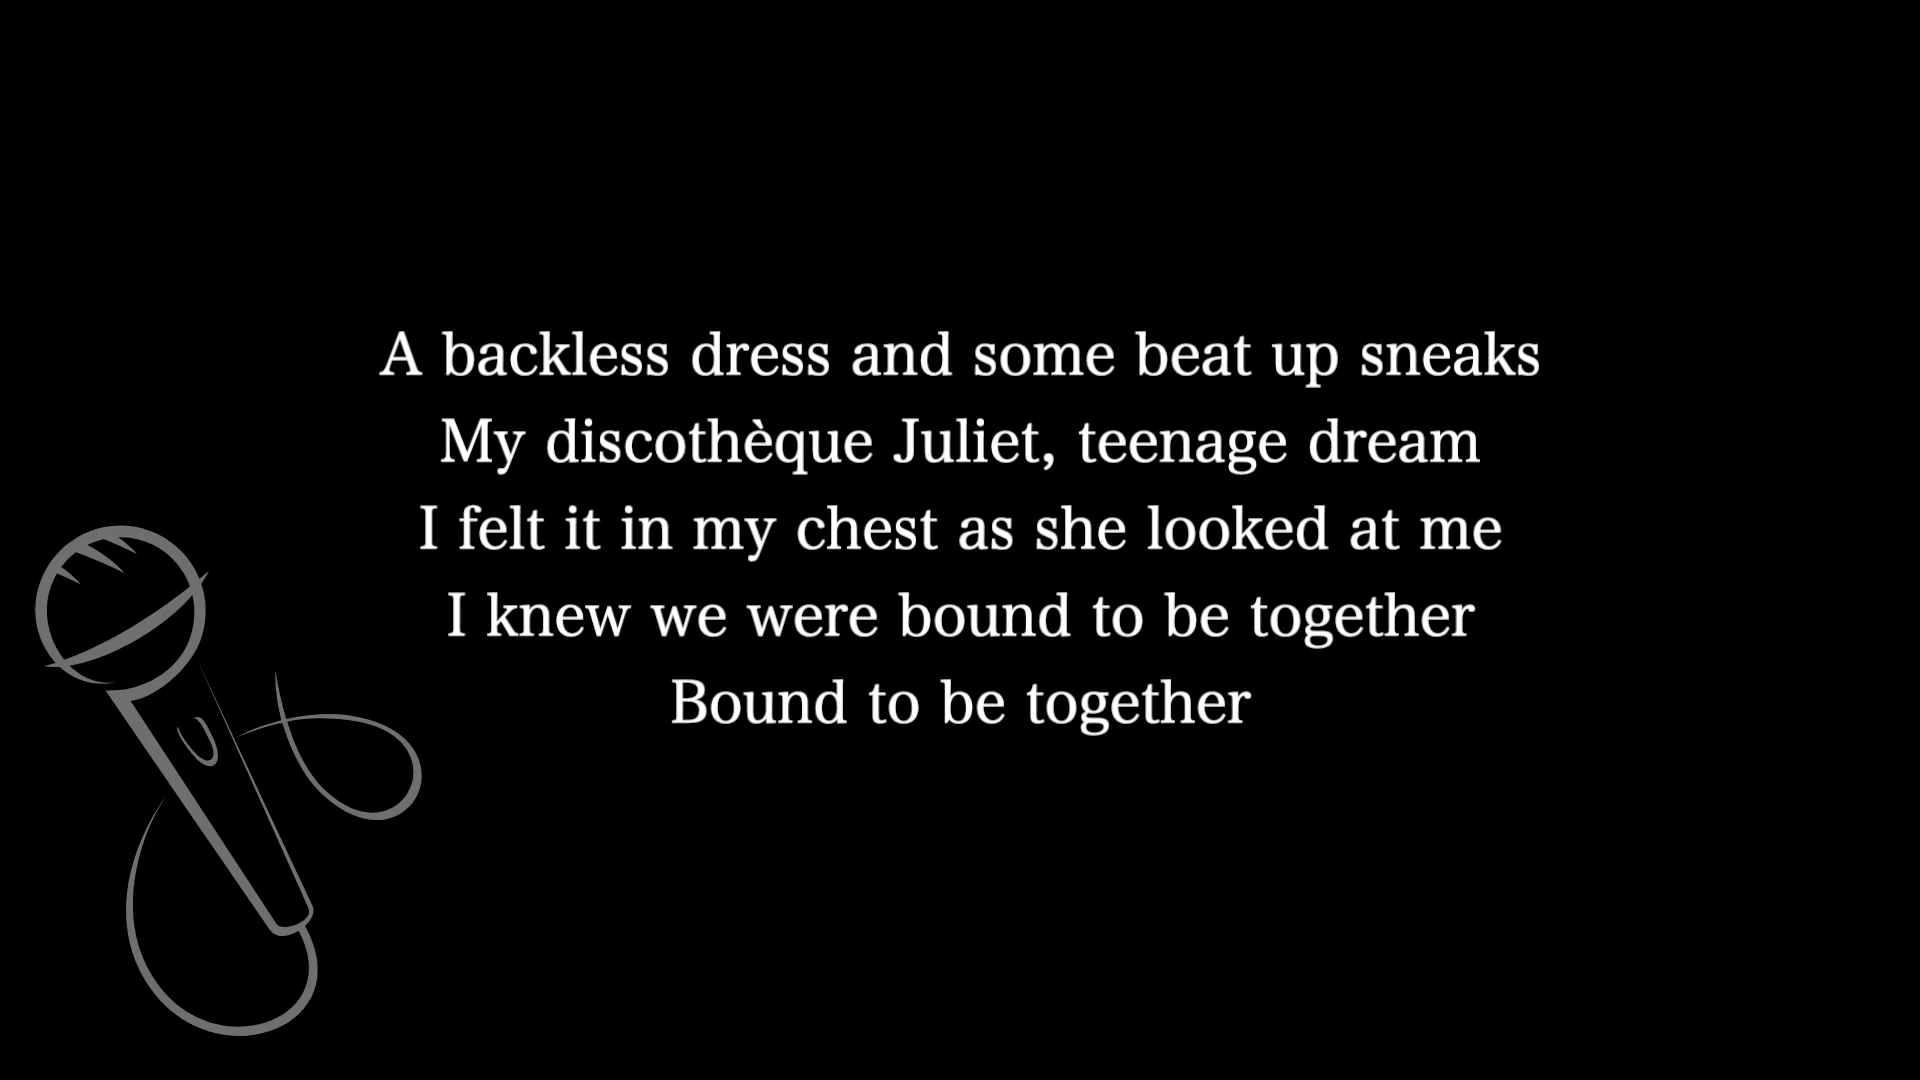 A backless dress and some beat up sneaks
My discothèque Juliet, teenage dream
I felt it in my chest as she looked at me
I knew we were bound to be together
Bound to be together